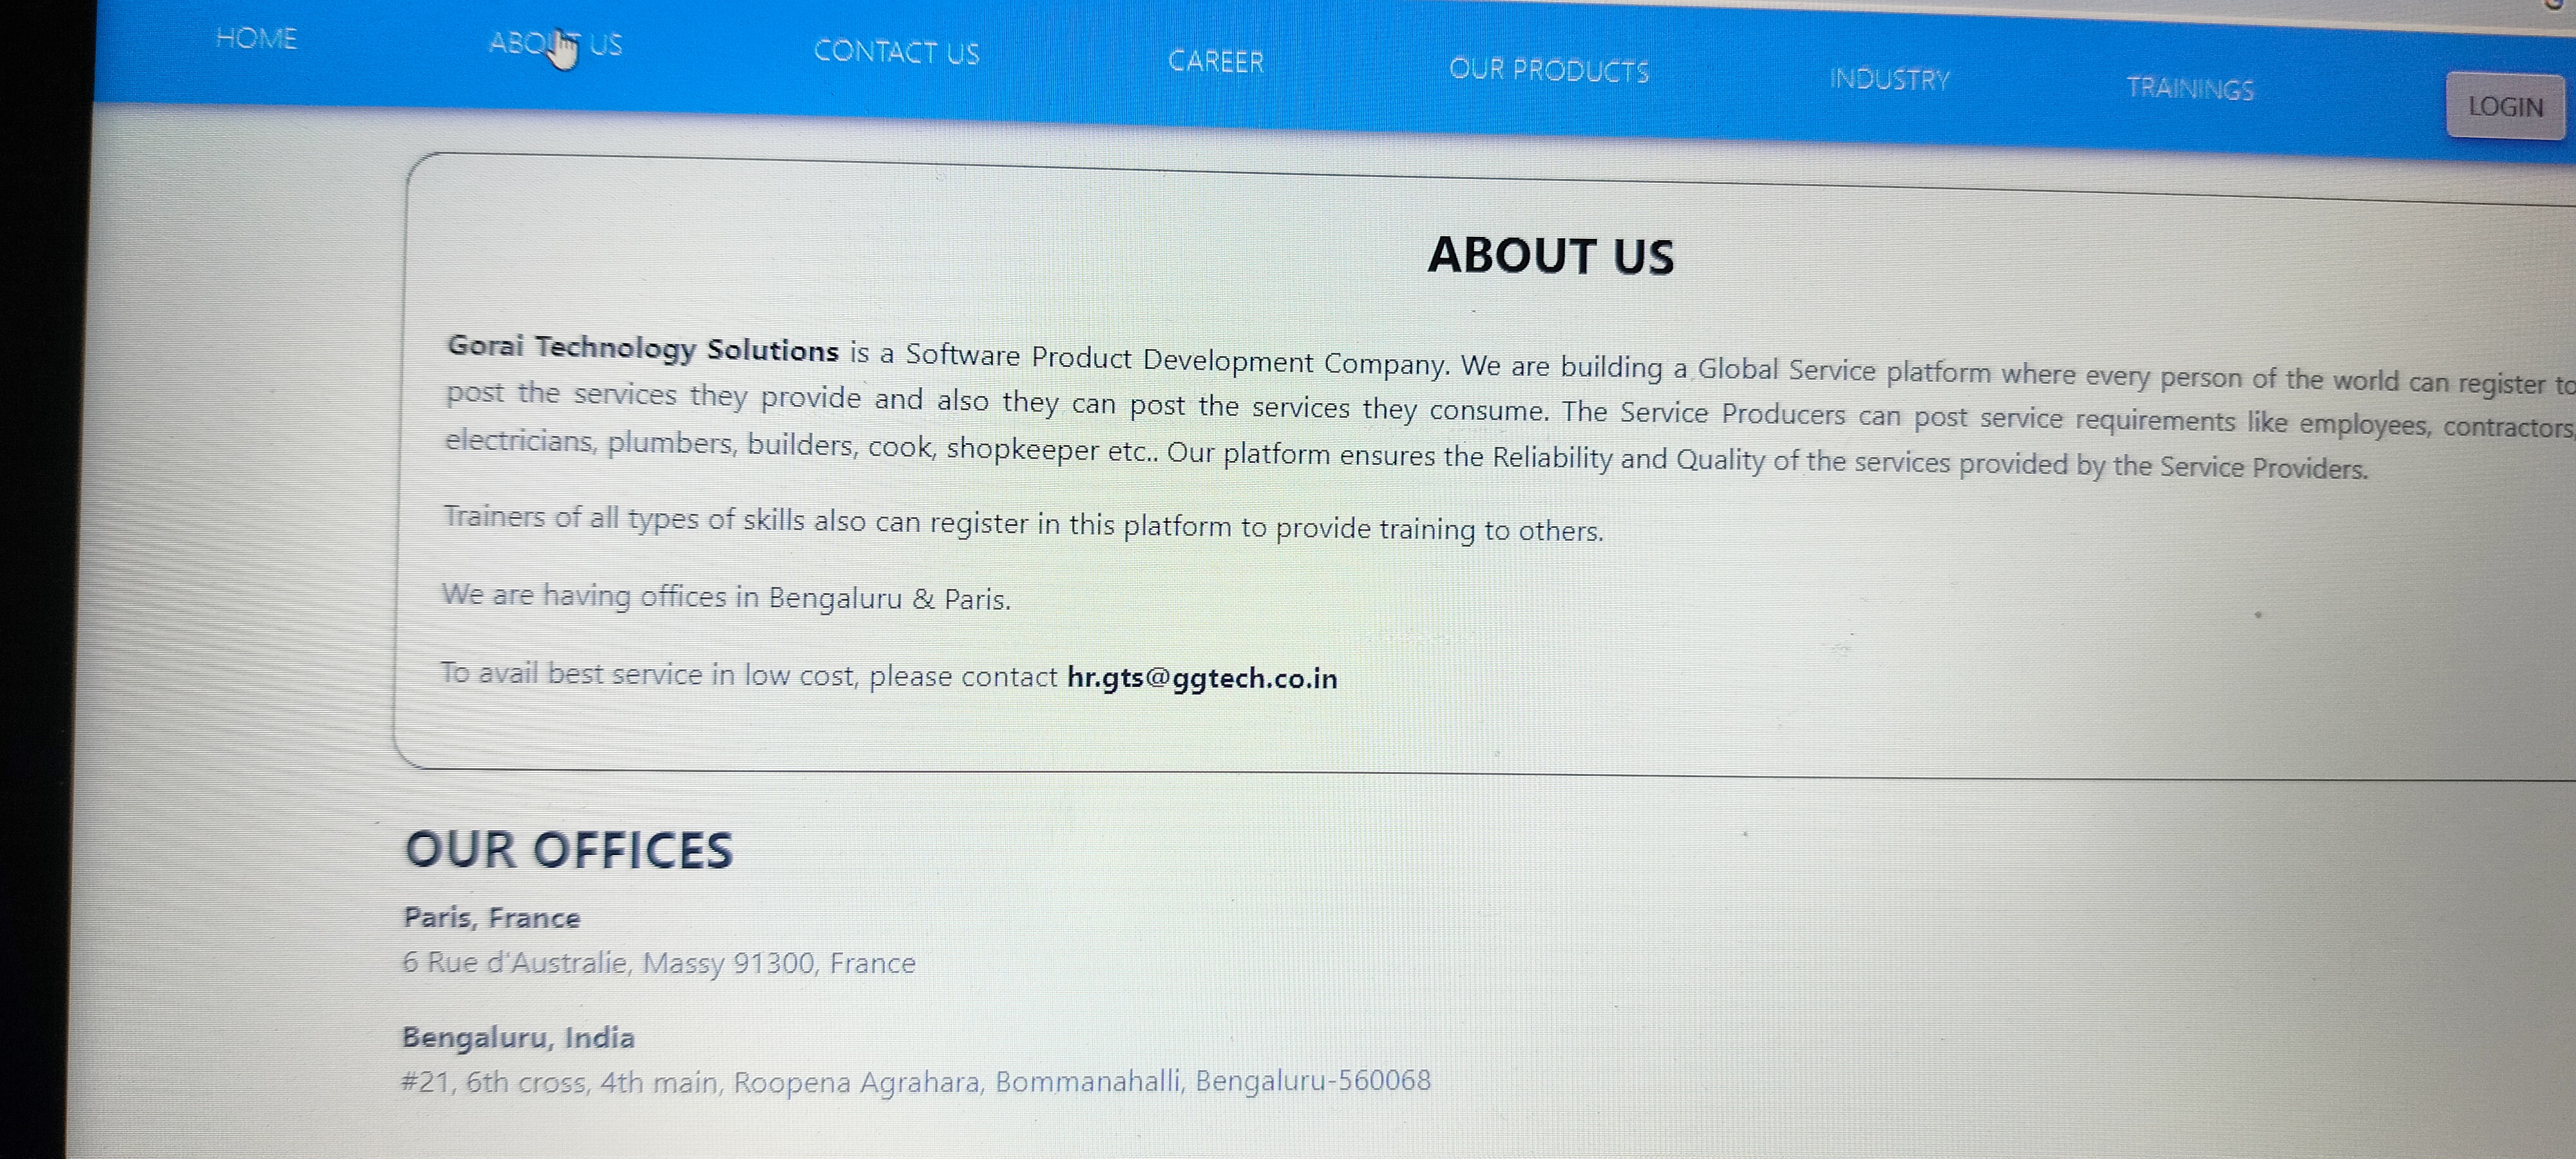 HOME ABOUT US CONTACT US CAREER OUR PRODUCTS INDUSTRY TRAININGS LOGIN
ABOUT US
Gorai Technology Solutions is a Software Product Development Company. We are building a Global Service platform where every person of the world can register to
post the services they provide and also they can post the services they consume. The Service Producers can post service requirements like employees, contractors,
electricians, plumbers, builders, cook, shopkeeper etc.. Our platform ensures the Reliability and Quality of the services provided by the Service Providers.
Trainers of all types of skills also can register in this platform to provide training to others.
We are having offices in Bengaluru & Paris.
To avail best service in low cost, please contact hr.gts@ggtech.co.in
OUR OFFICES
Paris, France
6 Rue d'Australie, Massy 91300, France
Bengaluru, India
#21, 6th cross, 4th main, Roopena Agrahara, Bommanahalli, Bengaluru-560068